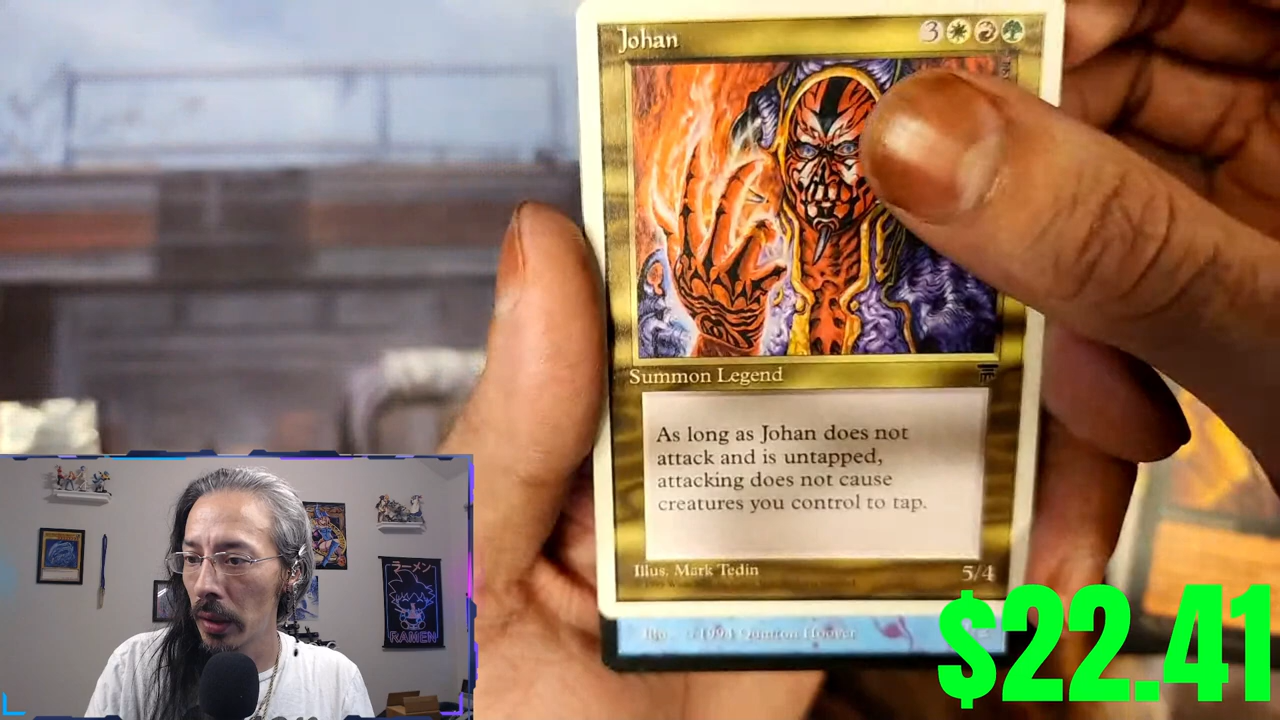 Johan
3
Summon Legend
As long as Johan does not
attack and is untapped,
attacking does not cause
creatures you control to tap.
Illus. Mark Tedin
5/4
©1994 Quinton Hoover
$22.41
ラーメン
RAMEN